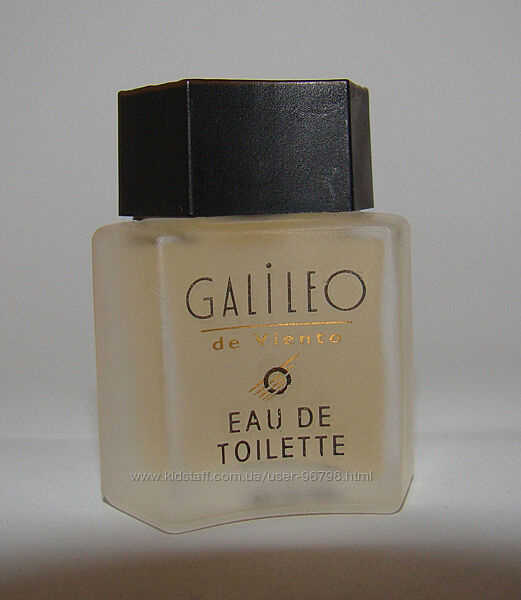 GALiLEO
de Viento
EAU DE
TOILETTE
www.kidstaff.com.ua/user-96796.html